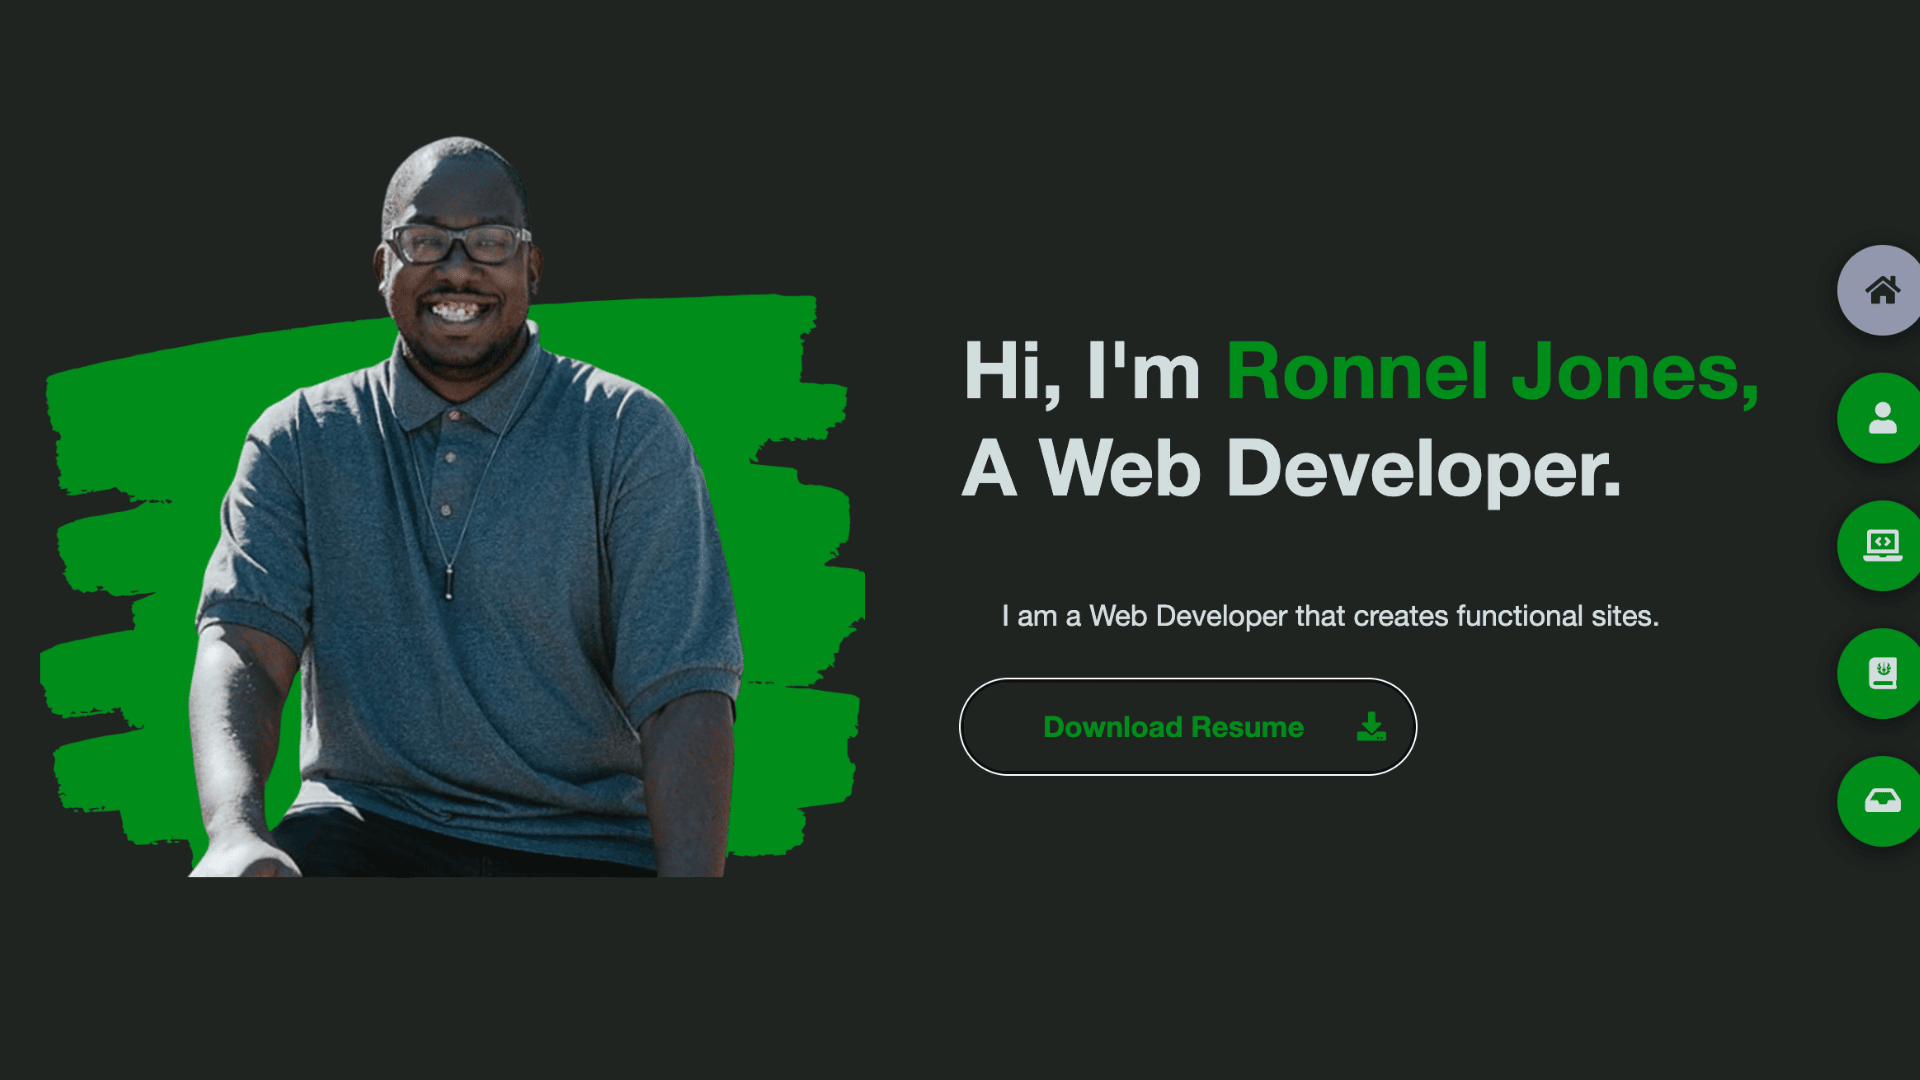 Hi, I'm Ronnel Jones,
A Web Developer.
I am a Web Developer that creates functional sites.
Download Resume